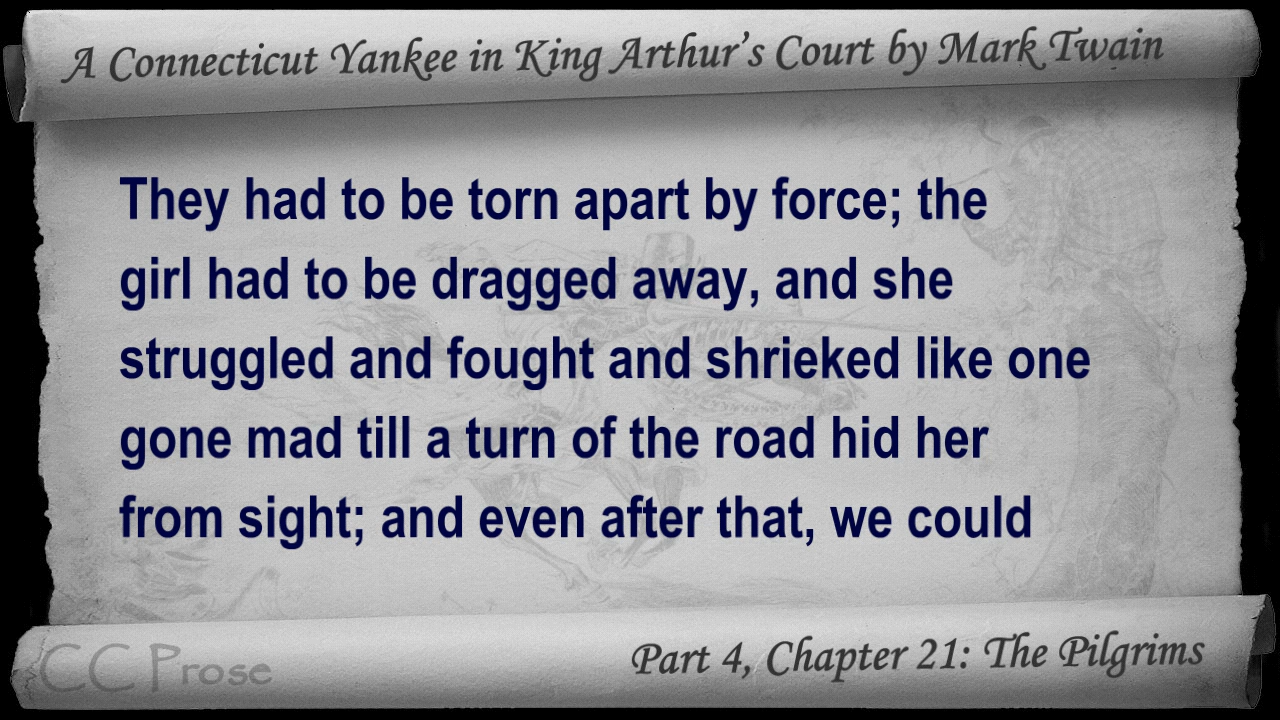 A Connecticut Yankee in King Arthur's Court by Mark Twain
They had to be torn apart by force; the
girl had to be dragged away, and she
struggled and fought and shrieked like one
gone mad till a turn of the road hid her
from sight; and even after that, we could
CC Prose
Part 4, Chapter 21: The Pilgrims